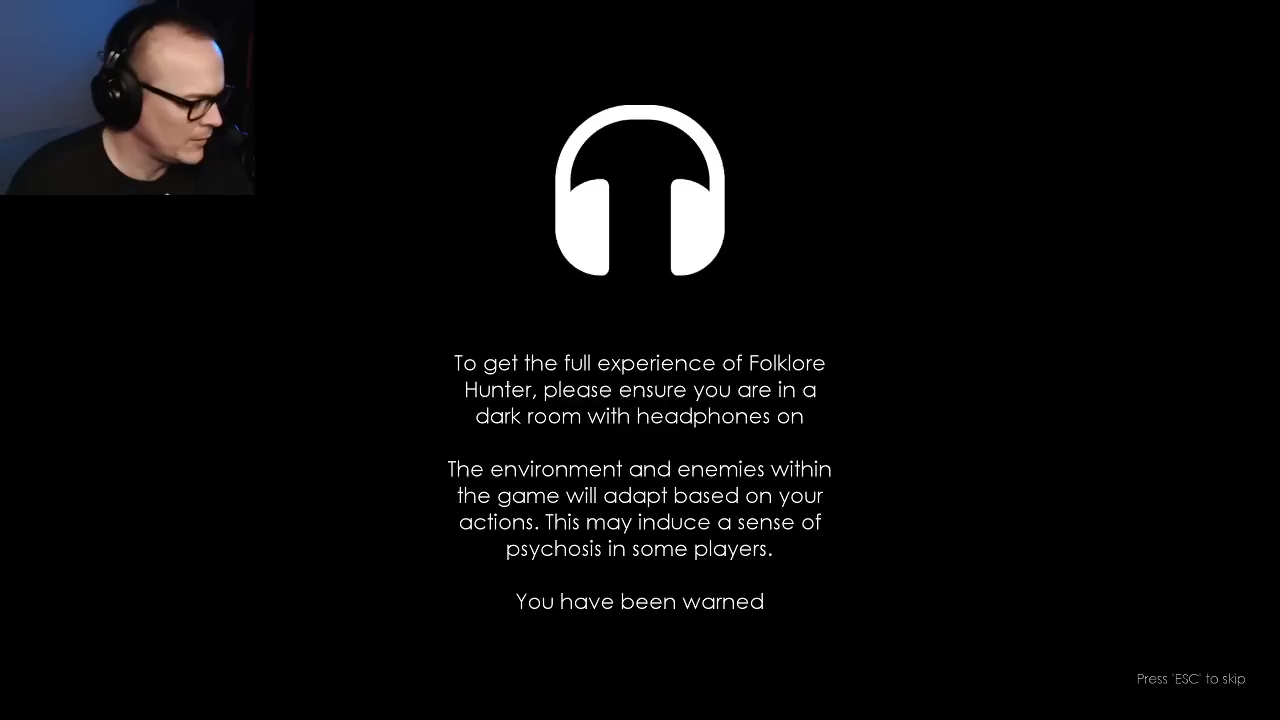 To get the full experience of Folklore
Hunter, please ensure you are in a
dark room with headphones on
The environment and enemies within
the game will adapt based on your
actions. This may induce a sense of
psychosis in some players.
You have been warned
Press 'ESC' to skip